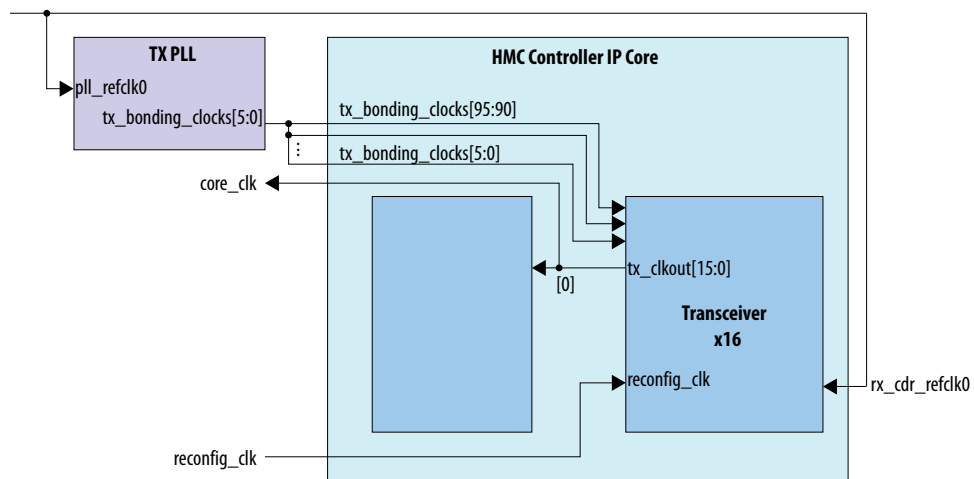 TX PLL
HMC Controller IP Core
pll_refclk0
tx_bonding_clocks[5:0]
tx_bonding_clocks[95:90]
⋮
tx_bonding_clocks[5:0]
core_clk
tx_clkout[15:0]
[0]
Transceiver
x16
reconfig_clk
rx_cdr_refclk0
reconfig_clk